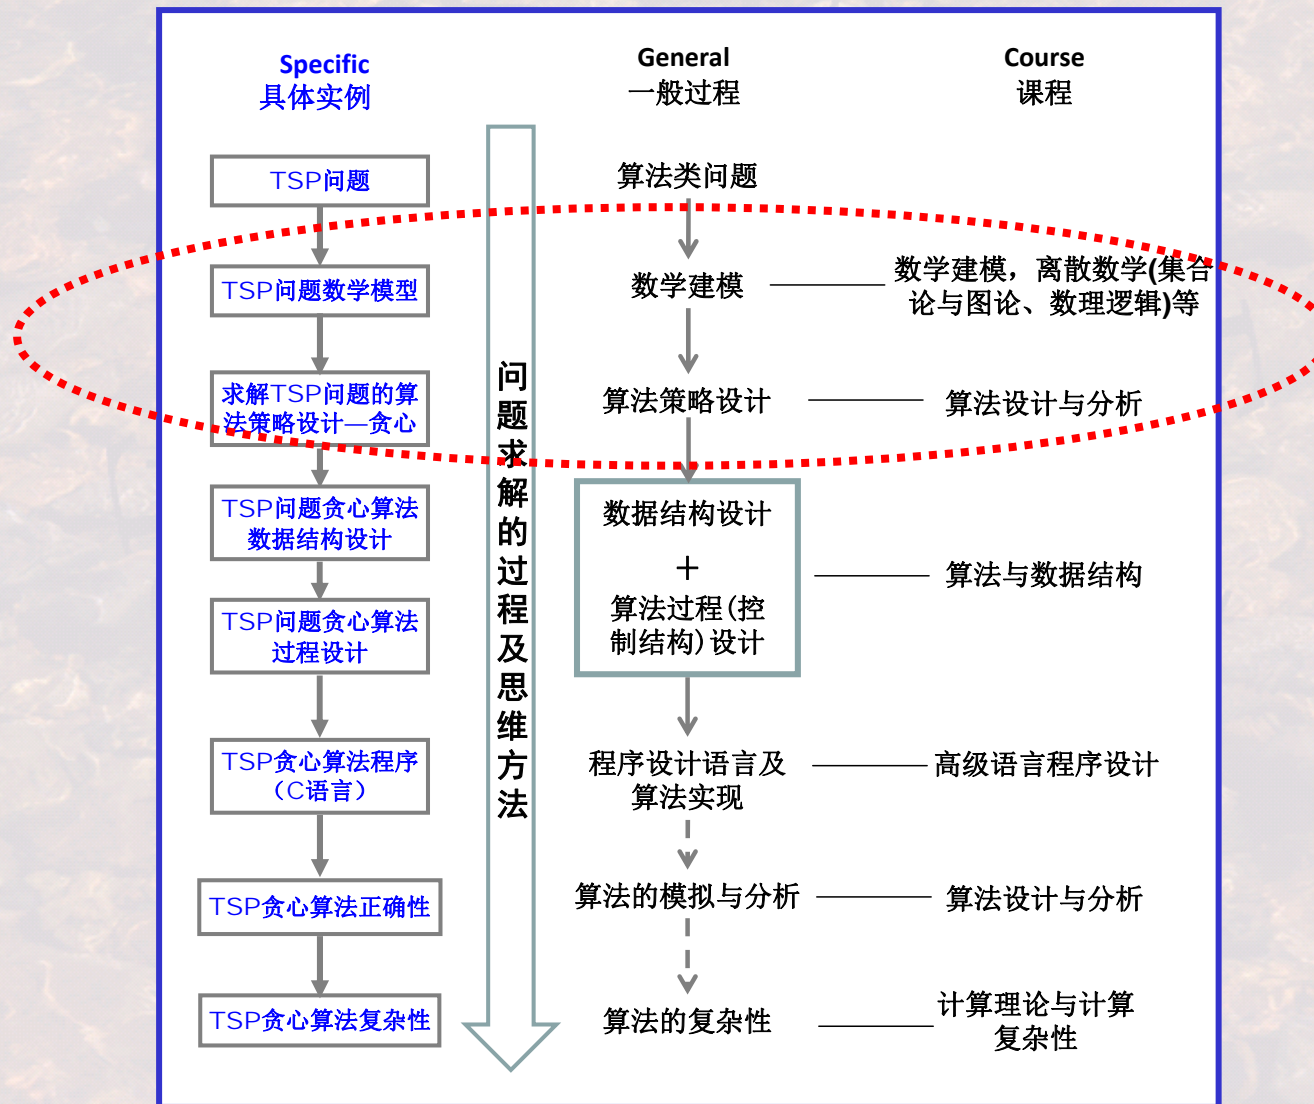 Specific
具体实例
General
一般过程
Course
课程
TSP问题
TSP问题数学模型
求解TSP问题的算
法策略设计—贪心
TSP问题贪心算法
数据结构设计
TSP问题贪心算法
过程设计
TSP贪心算法程序
（C语言）
TSP贪心算法正确性
TSP贪心算法复杂性
问题求解的过程及思维方法
算法类问题
数学建模
算法策略设计
数据结构设计
＋
算法过程(控
制结构)设计
程序设计语言及
算法实现
算法的模拟与分析
算法的复杂性
数学建模，离散数学(集合
论与图论、数理逻辑)等
算法设计与分析
算法与数据结构
高级语言程序设计
算法设计与分析
计算理论与计算
复杂性